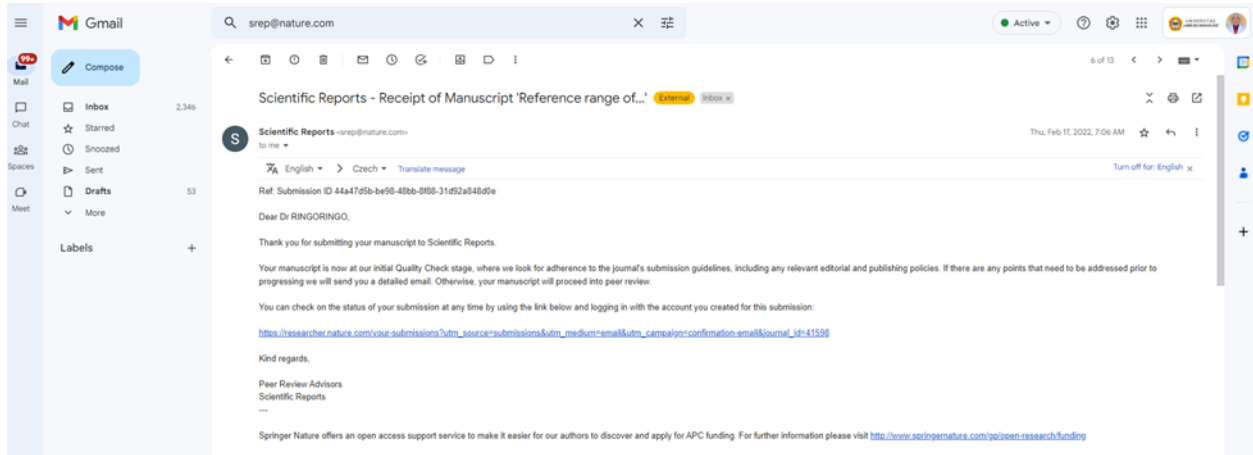 Gmail
srep@nature.com
Active
99+
Mail
Chat
Spaces
Meet
Compose
Inbox 2,346
Starred
Snoozed
Sent
Drafts 53
More
Labels
6 of 13
Scientific Reports - Receipt of Manuscript 'Reference range of...' External Inbox x
S
Scientific Reports <srep@nature.com>
Thu, Feb 17, 2022, 7:06 AM
to me
English > Czech Translate message
Turn off for: English x
Ref: Submission ID 44a47d5b-be98-48bb-8f88-31d92a848d0e
Dear Dr RINGORINGO,
Thank you for submitting your manuscript to Scientific Reports.
Your manuscript is now at our initial Quality Check stage, where we look for adherence to the journal's submission guidelines, including any relevant editorial and publishing policies. If there are any points that need to be addressed prior to
progressing we will send you a detailed email. Otherwise, your manuscript will proceed into peer review.
You can check on the status of your submission at any time by using the link below and logging in with the account you created for this submission:
https://researcher.nature.com/your-submissions?utm_source=submissions&utm_medium=email&utm_campaign=confirmation-email&journal_id=41598
Kind regards,
Peer Review Advisors
Scientific Reports
---
Springer Nature offers an open access support service to make it easier for our authors to discover and apply for APC funding. For further information please visit http://www.springernature.com/gp/open-research/funding